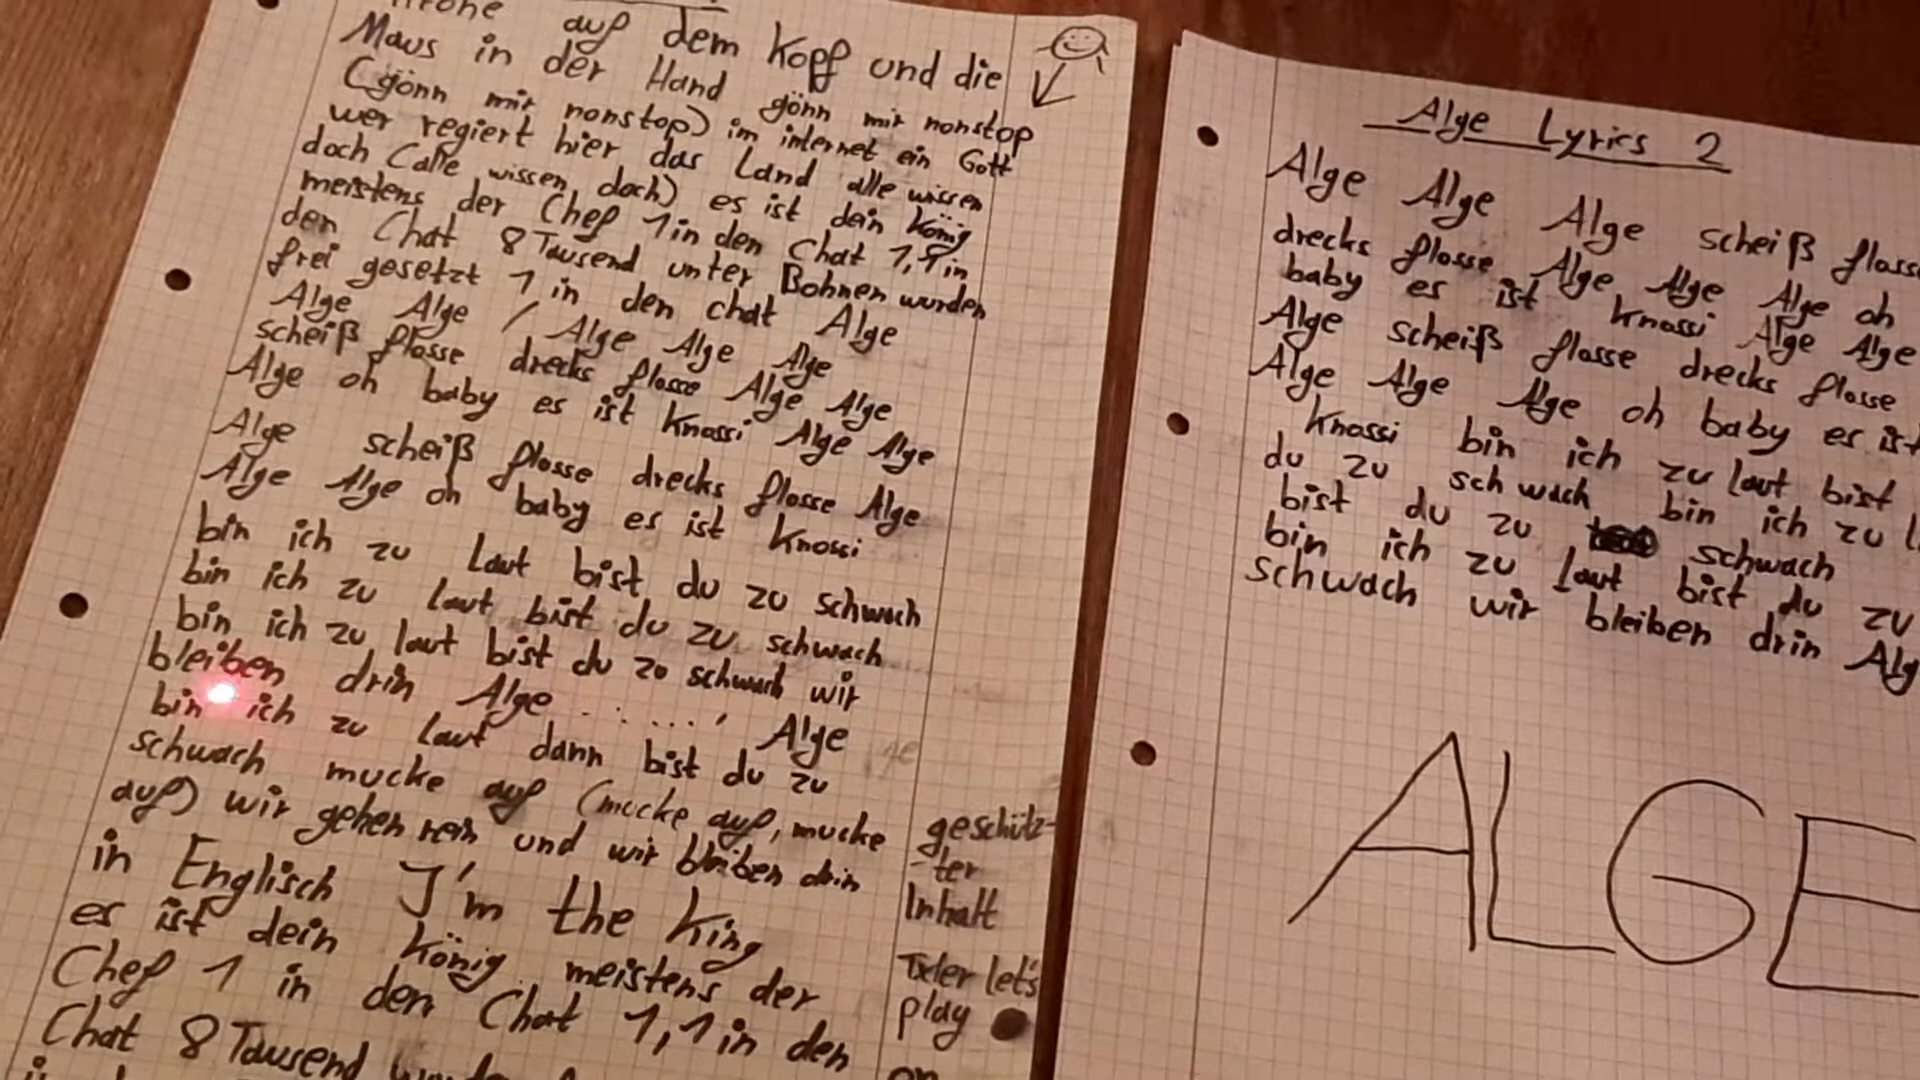 Krone auf dem Kopf und die
Maus in der Hand gönn mir nonstop
(gönn mir nonstop) im internet ein Gott
wer regiert hier das Land alle wissen
doch (alle wissen doch) es ist dein König
meistens der Chef 1 in den Chat 1,1 in
den Chat 8 Tausend unter Bohnen wurden
frei gesetzt 1 in den chat Alge
Alge Alge / Alge Alge Alge
scheiß flosse drecks flosse Alge Alge
Alge oh baby es ist Knossi Alge Alge
Alge scheiß flosse drecks flosse Alge
Alge Alge oh baby es ist Knossi
bin ich zu Laut bist du zu schwach
bin ich zu laut bist du zu schwach
bin ich zu laut bist du zu schwach wir
bleiben drin Alge ......, Alge
bin ich zu Lauf dann bist du zu
schwach mucke auf (mucke auf, mucke
auf) wir gehen rein und wir bleiben drin
in Englisch I'm the King
es ist dein König meistens der
Chef 1 in den Chat 1,1 in den
Chat 8 Tausend
geschütz-
-ter
Inhalt
let's
play
Alge Lyrics 2
Alge Alge Alge scheiß flosse
drecks flosse Alge Alge Alge oh
baby es ist Knossi Alge Alge
Alge scheiß flosse drecks flosse
Alge Alge Alge oh baby es ist
Knossi bin ich zu laut bist
du zu schwach bin ich zu l
bist du zu schwach
bin ich zu laut bist du zu
schwach wir bleiben drin Alg
ALGE